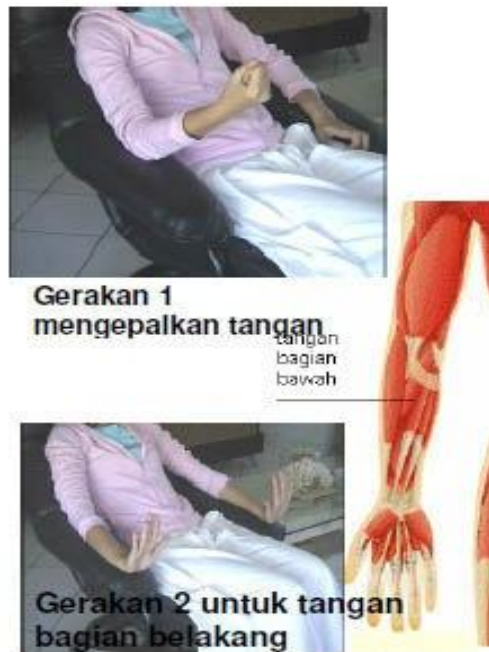 Gerakan 1
mengepalkan tangan
tangan
bagian
bawah
Gerakan 2 untuk tangan
bagian belakang